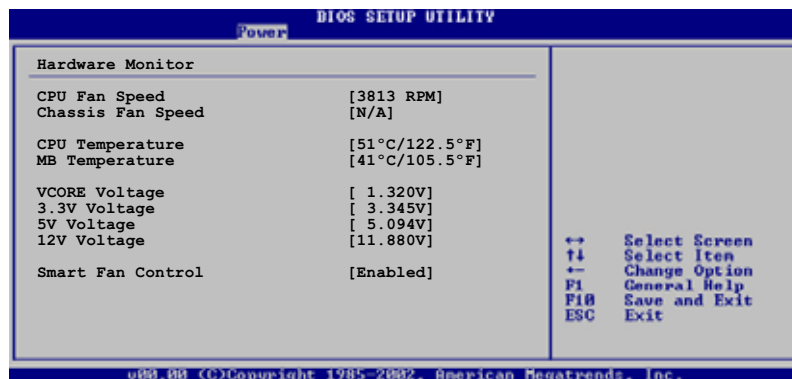 BIOS SETUP UTILITY
Power
Hardware Monitor
CPU Fan Speed [3813 RPM]
Chassis Fan Speed [N/A]
CPU Temperature [51°C/122.5°F]
MB Temperature [41°C/105.5°F]
VCORE Voltage [ 1.320V]
3.3V Voltage [ 3.345V]
5V Voltage [ 5.094V]
12V Voltage [11.880V]
Smart Fan Control [Enabled]
↔ Select Screen
↑↓ Select Item
+- Change Option
F1 General Help
F10 Save and Exit
ESC Exit
v00.00 (C)Copyright 1985-2002, American Megatrends, Inc.